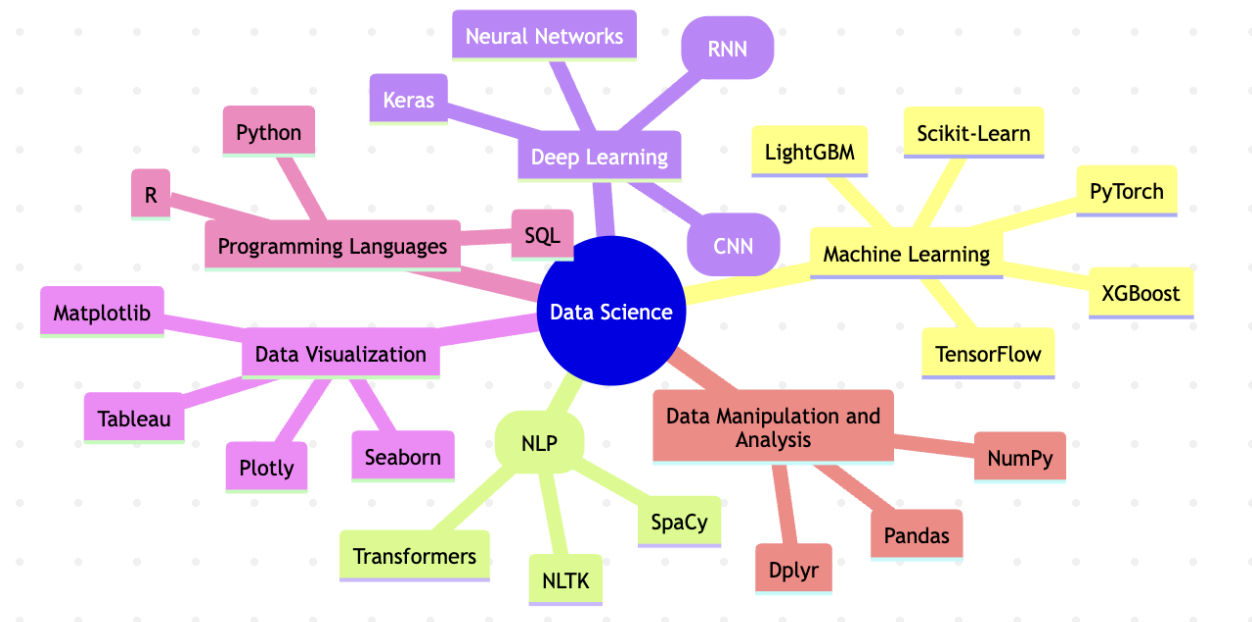 Neural Networks
RNN
Keras
Python
Scikit-Learn
LightGBM
Deep Learning
R
PyTorch
SQL
Programming Languages
CNN
Machine Learning
XGBoost
Data Science
Matplotlib
Data Visualization
TensorFlow
Tableau
Data Manipulation and
Analysis
NLP
Seaborn
Plotly
NumPy
SpaCy
Pandas
Transformers
Dplyr
NLTK